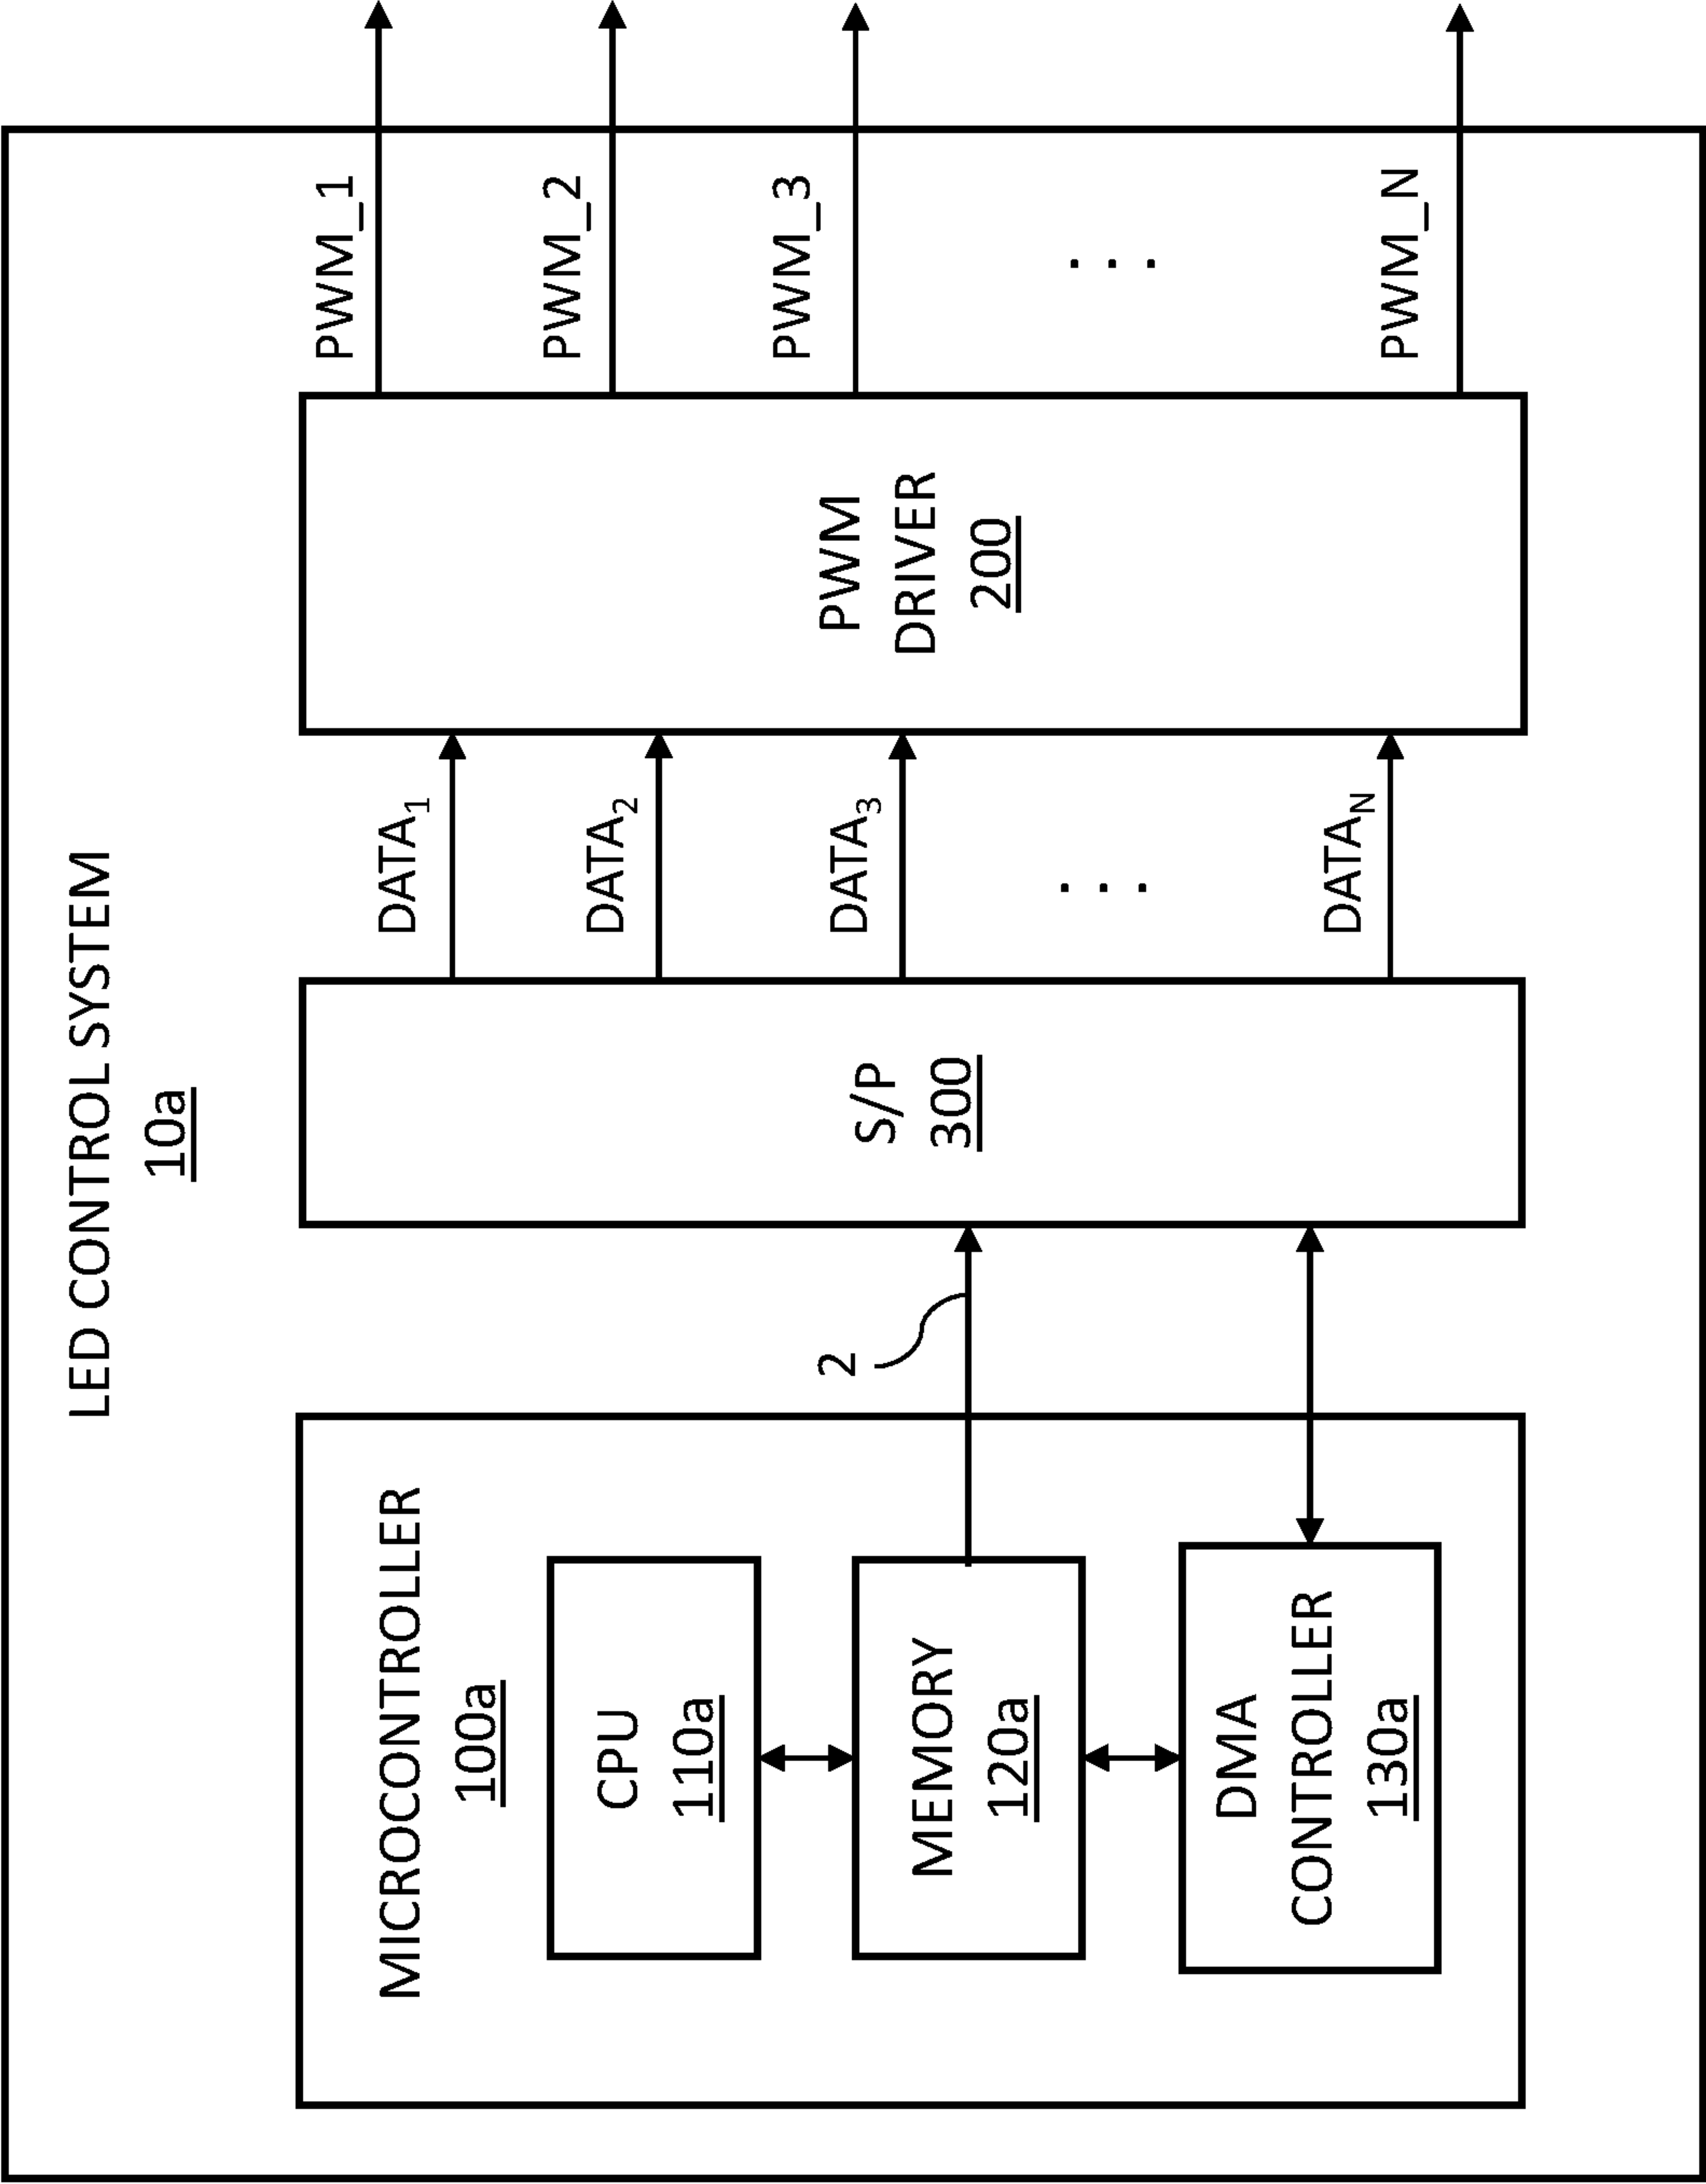 LED CONTROL SYSTEM
10a
MICROCONTROLLER
100a
CPU
110a
MEMORY
120a
DMA
CONTROLLER
130a
2
S/P
300
DATA₁
DATA₂
DATA₃
. . .
DATA_N
PWM
DRIVER
200
PWM_1
PWM_2
PWM_3
. . .
PWM_N